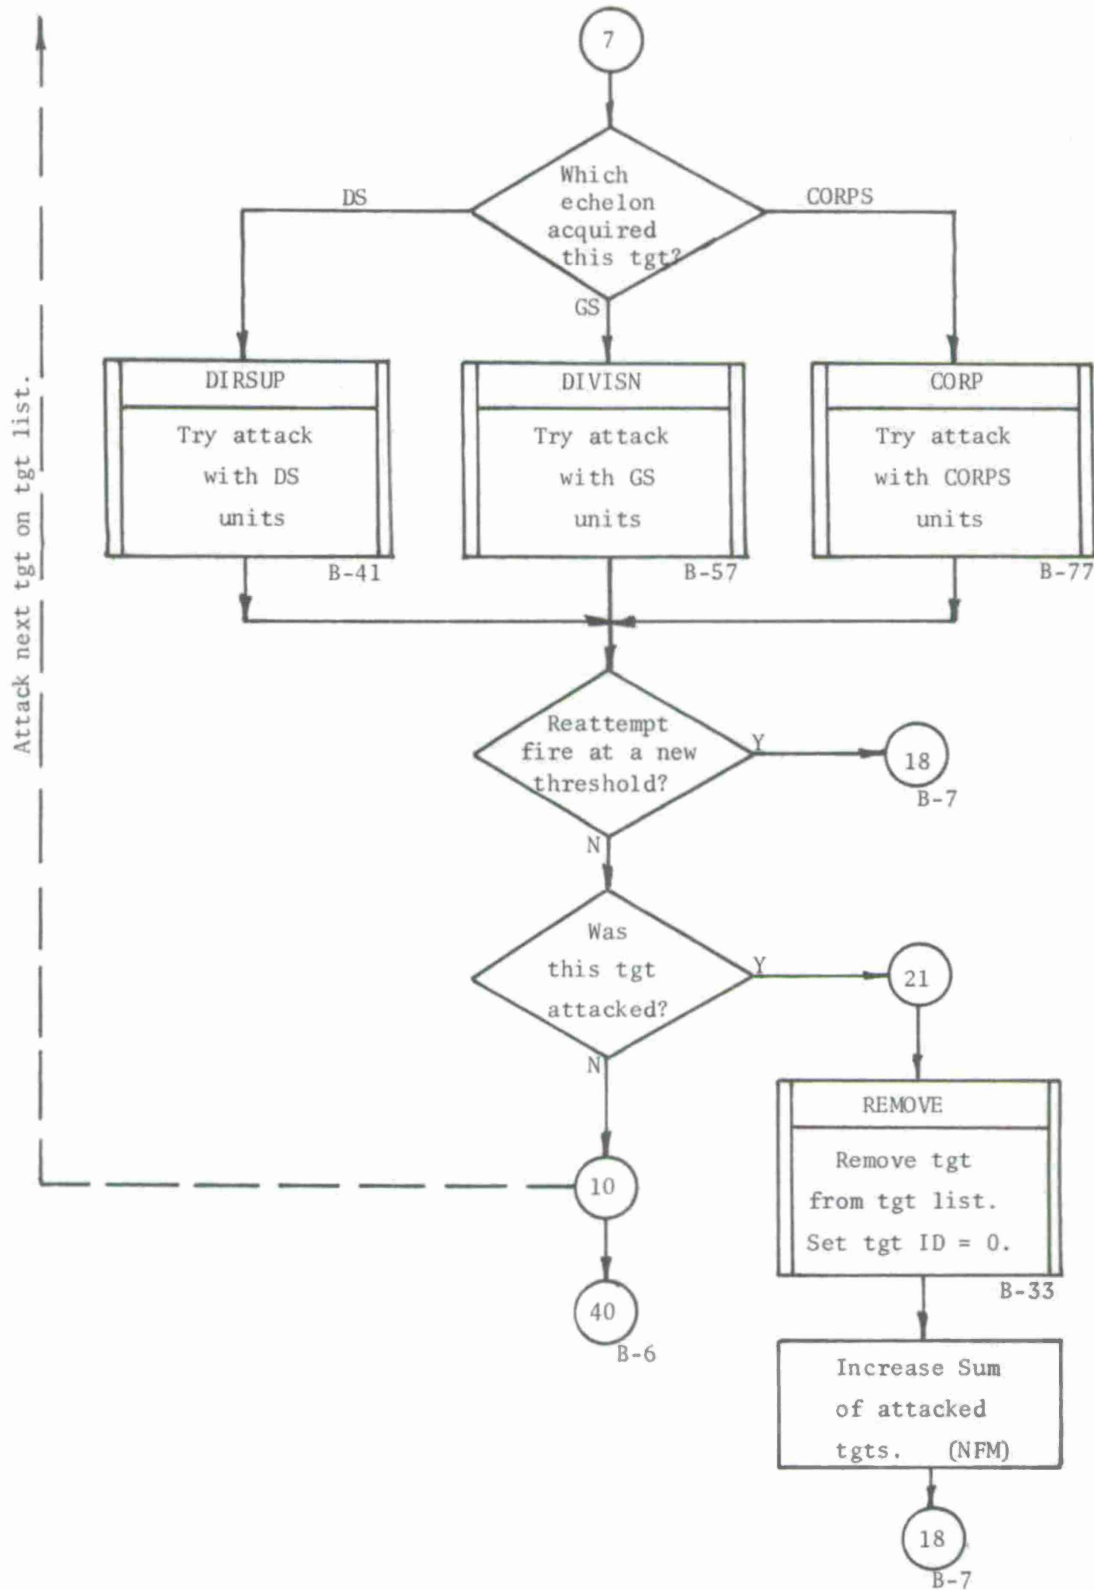 7
Which
echelon
acquired
this tgt?
DS
CORPS
GS
DIRSUP
Try attack
with DS
units
B-41
DIVISN
Try attack
with GS
units
B-57
CORP
Try attack
with CORPS
units
B-77
Attack next tgt on tgt list.
Reattempt
fire at a new
threshold?
Y
18
B-7
N
Was
this tgt
attacked?
Y
21
N
REMOVE
Remove tgt
from tgt list.
Set tgt ID = 0.
B-33
10
40
B-6
Increase Sum
of attacked
tgts. (NFM)
18
B-7